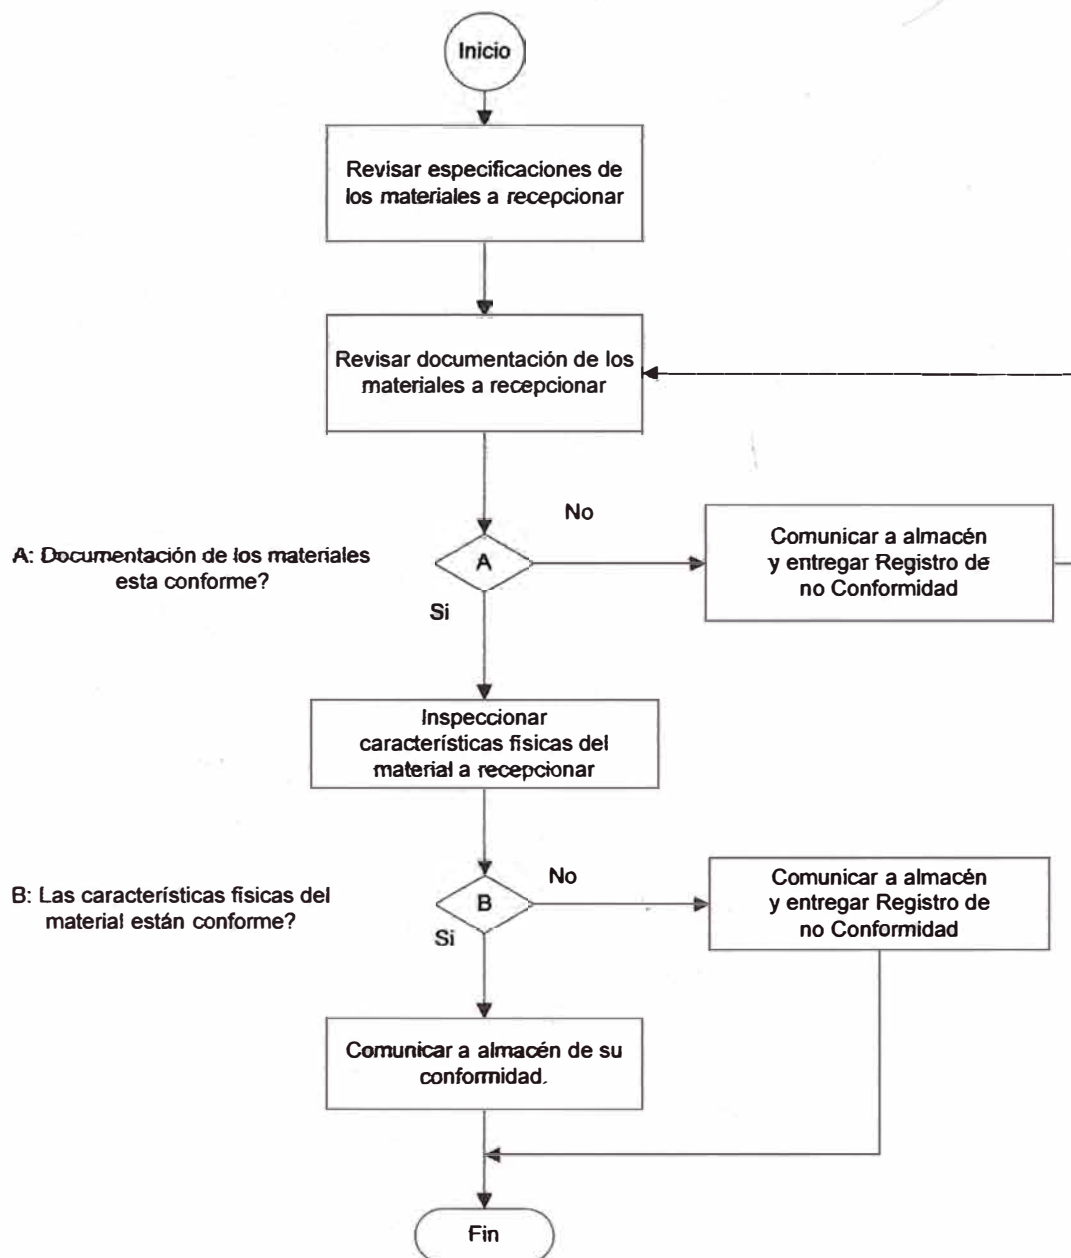 Inicio
Revisar especificaciones de
los materiales a recepcionar
Revisar documentación de los
materiales a recepcionar
No
A: Documentación de los materiales
esta conforme?
A
Comunicar a almacén
y entregar Registro de
no Conformidad
Si
Inspeccionar
características físicas del
material a recepcionar
No
B: Las características físicas del
material están conforme?
B
Comunicar a almacén
y entregar Registro de
no Conformidad
Si
Comunicar a almacén de su
conformidad.
Fin